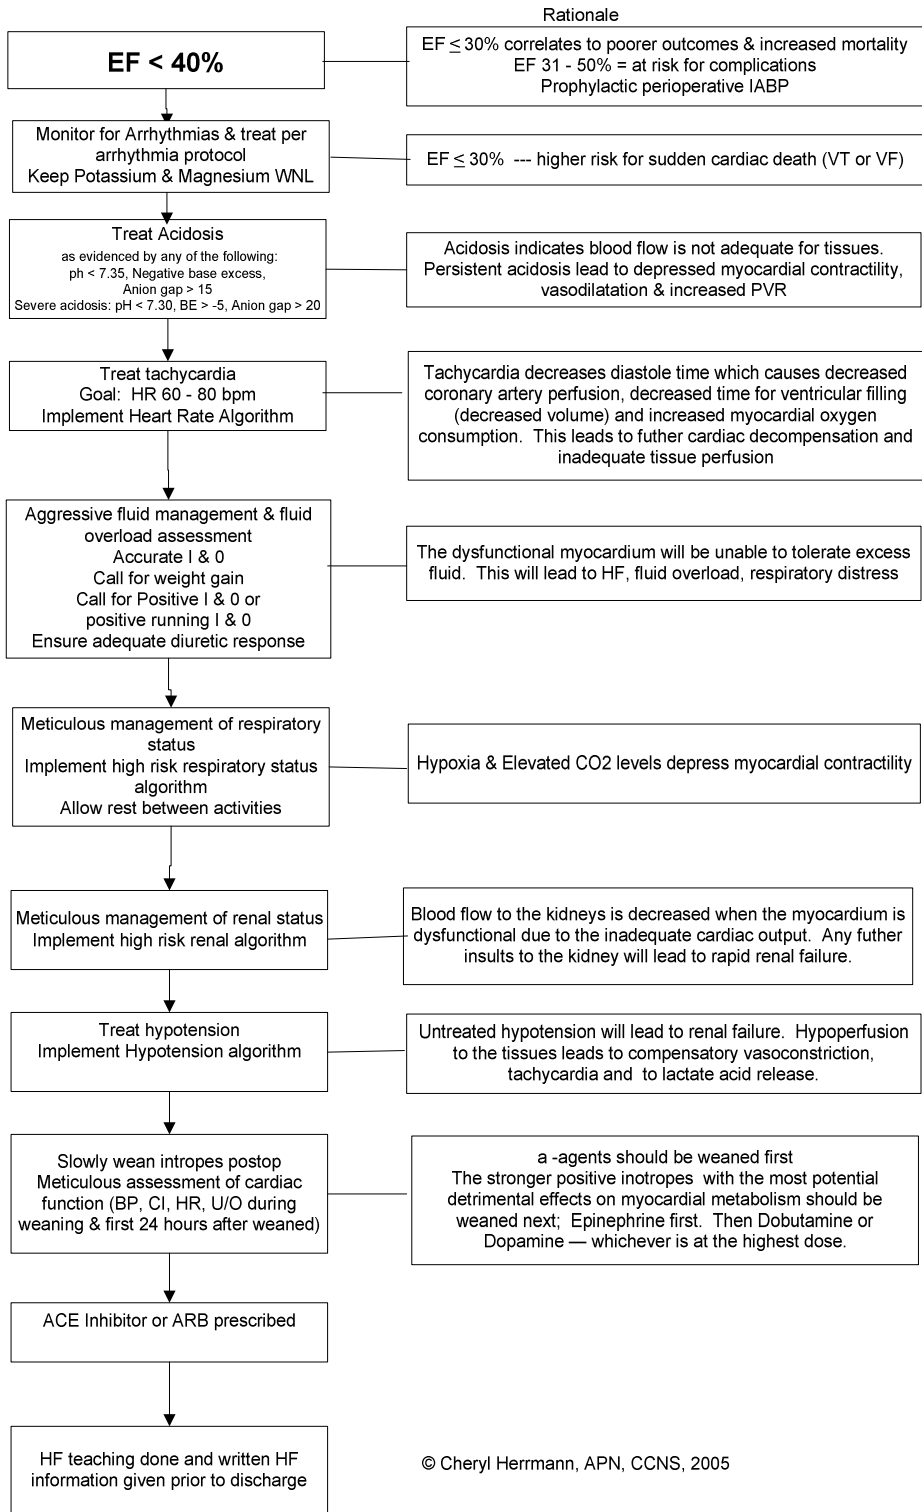 Rationale
EF < 40%
EF ≤ 30% correlates to poorer outcomes & increased mortality
EF 31 - 50% = at risk for complications
Prophylactic perioperative IABP
Monitor for Arrhythmias & treat per
arrhythmia protocol
Keep Potassium & Magnesium WNL
EF ≤ 30% --- higher risk for sudden cardiac death (VT or VF)
Treat Acidosis
as evidenced by any of the following:
ph < 7.35, Negative base excess,
Anion gap > 15
Severe acidosis: pH < 7.30, BE > -5, Anion gap > 20
Acidosis indicates blood flow is not adequate for tissues.
Persistent acidosis lead to depressed myocardial contractility,
vasodilatation & increased PVR
Treat tachycardia
Goal: HR 60 - 80 bpm
Implement Heart Rate Algorithm
Tachycardia decreases diastole time which causes decreased
coronary artery perfusion, decreased time for ventricular filling
(decreased volume) and increased myocardial oxygen
consumption. This leads to futher cardiac decompensation and
inadequate tissue perfusion
Aggressive fluid management & fluid
overload assessment
Accurate I & 0
Call for weight gain
Call for Positive I & 0 or
positive running I & 0
Ensure adequate diuretic response
The dysfunctional myocardium will be unable to tolerate excess
fluid. This will lead to HF, fluid overload, respiratory distress
Meticulous management of respiratory
status
Implement high risk respiratory status
algorithm
Allow rest between activities
Hypoxia & Elevated CO2 levels depress myocardial contractility
Meticulous management of renal status
Implement high risk renal algorithm
Blood flow to the kidneys is decreased when the myocardium is
dysfunctional due to the inadequate cardiac output. Any futher
insults to the kidney will lead to rapid renal failure.
Treat hypotension
Implement Hypotension algorithm
Untreated hypotension will lead to renal failure. Hypoperfusion
to the tissues leads to compensatory vasoconstriction,
tachycardia and to lactate acid release.
Slowly wean intropes postop
Meticulous assessment of cardiac
function (BP, CI, HR, U/O during
weaning & first 24 hours after weaned)
a -agents should be weaned first
The stronger positive inotropes with the most potential
detrimental effects on myocardial metabolism should be
weaned next; Epinephrine first. Then Dobutamine or
Dopamine — whichever is at the highest dose.
ACE Inhibitor or ARB prescribed
HF teaching done and written HF
information given prior to discharge
© Cheryl Herrmann, APN, CCNS, 2005